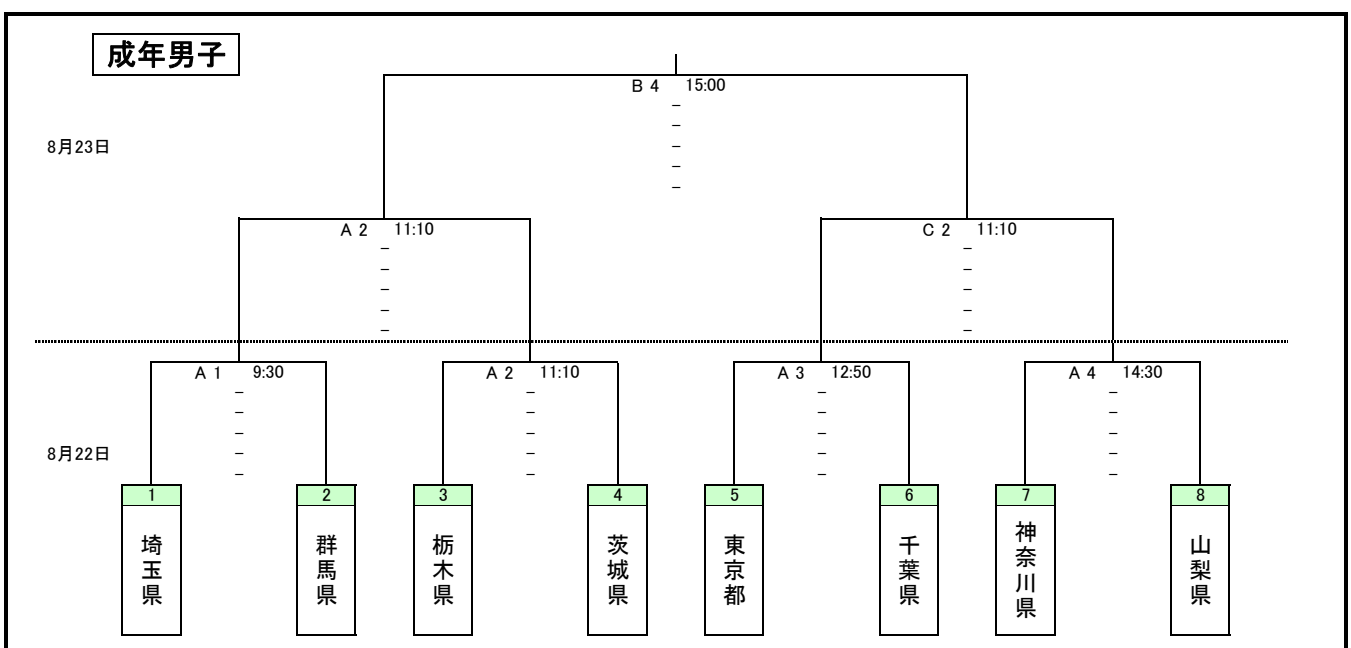 成年男子
B 4 15:00
–
–
8月23日
–
–
–
A 2 11:10
C 2 11:10
– –
– –
– –
– –
– –
A 1 9:30
A 2 11:10
A 3 12:50
A 4 14:30
– – – –
– – – –
– – – –
8月22日
– – – –
– – – –
1 2 3 4 5 6 7 8
埼玉県
群馬県
栃木県
茨城県
東京都
千葉県
神奈川県
山梨県